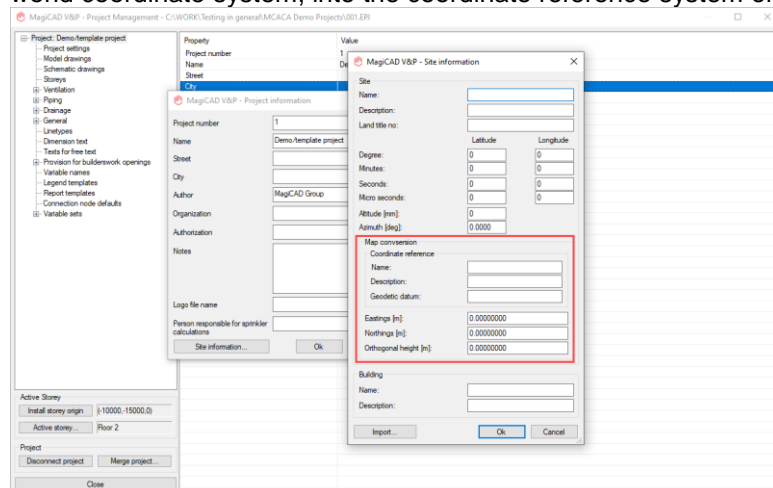 world coordinate system, into the coordinate reference system of
MagiCAD V&P - Project Management - C:\WORK\Testing in general\MCACA Demo Projects\001.EPJ
Project: Demo/template project
Project settings
Model drawings
Schematic drawings
Storeys
Ventilation
Piping
Drainage
General
Linetypes
Dimension text
Texts for free text
Provision for builderswork openings
Variable names
Legend templates
Report templates
Connection node defaults
Variable sets
Property Value
Project number 1
Name De
Street
City
MagiCAD V&P - Project information
Project number 1
Name Demo/template project
Street
City
Author MagiCAD Group
Organization
Authorization
Notes
Logo file name
Person responsible for sprinkler
calculations
Site information... Ok
MagiCAD V&P - Site information
Site
Name:
Description:
Land title no:
Latitude Longitude
Degree: 0 0
Minutes: 0 0
Seconds: 0 0
Micro seconds: 0 0
Altitude [mm]: 0
Azimuth [deg]: 0.0000
Map convsersion
Coordinate reference
Name:
Description:
Geodetic datum:
Eastings [m]: 0.00000000
Northings [m]: 0.00000000
Orthogonal height [m]: 0.00000000
Building
Name:
Description:
Import... Ok Cancel
Active Storey
Install storey origin (-10000,-15000,0)
Active storey... Floor 2
Project
Disconnect project Merge project...
Close